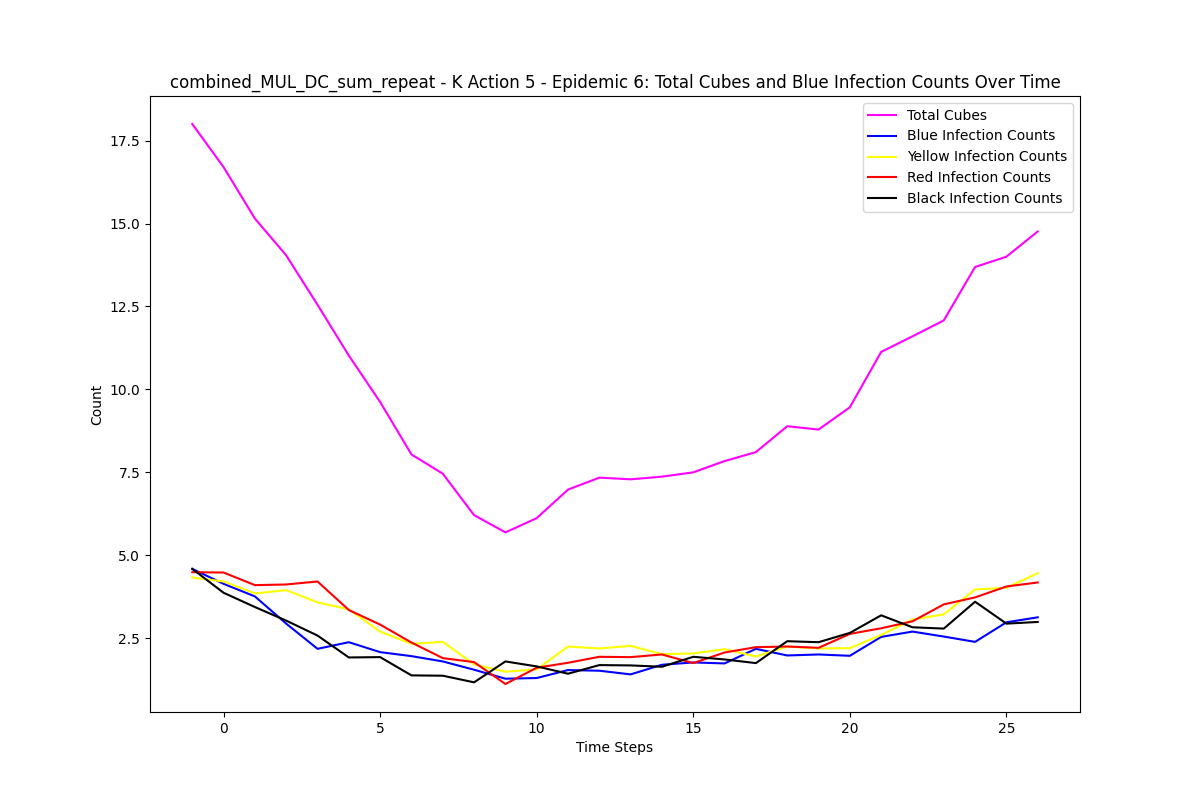 combined_MUL_DC_sum_repeat - K Action 5 - Epidemic 6: Total Cubes and Blue Infection Counts Over Time
Total Cubes
Blue Infection Counts
Yellow Infection Counts
Red Infection Counts
Black Infection Counts
17.5
15.0
12.5
10.0
7.5
5.0
2.5
Count
0
5
10
15
20
25
Time Steps